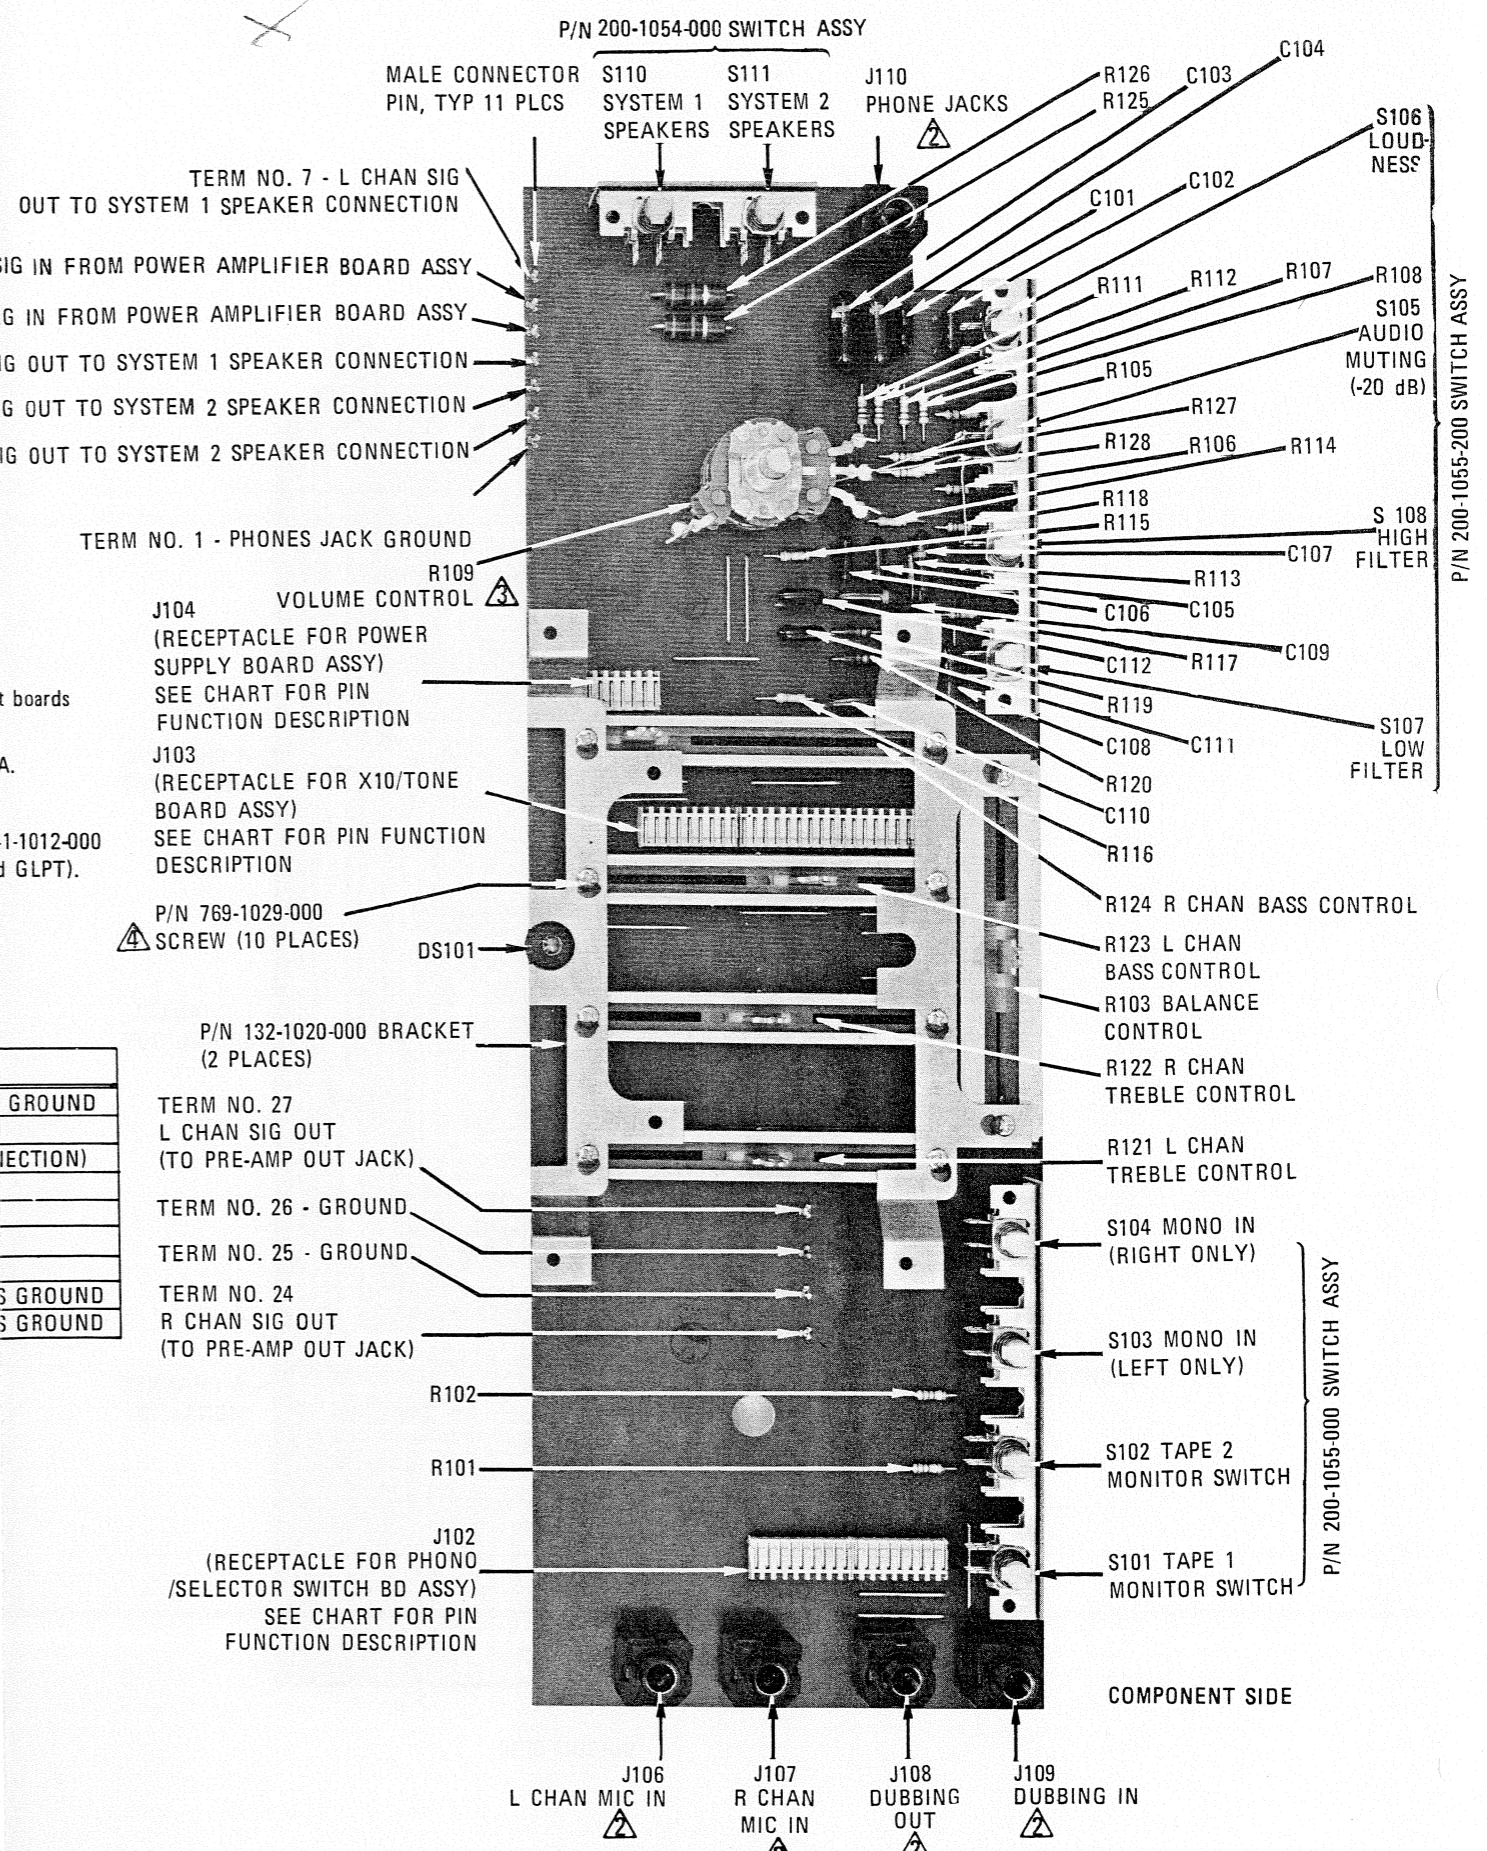 P/N 200-1054-000 SWITCH ASSY
MALE CONNECTOR
PIN, TYP 11 PLCS
S110
SYSTEM 1
SPEAKERS
S111
SYSTEM 2
SPEAKERS
J110
PHONE JACKS
2
R126
R125
C103
C104
S106
LOUD-
NESS
C102
C101
R111
R112
R107
R108
S105
AUDIO
MUTING
(-20 dB)
R105
R127
R128
R106
R114
R118
R115
S 108
HIGH
FILTER
C107
R113
C106
C105
C109
C112
R117
R119
C108
C111
S107
LOW
FILTER
R120
C110
R116
P/N 200-1055-200 SWITCH ASSY
TERM NO. 7 - L CHAN SIG
OUT TO SYSTEM 1 SPEAKER CONNECTION
SIG IN FROM POWER AMPLIFIER BOARD ASSY
G IN FROM POWER AMPLIFIER BOARD ASSY
IG OUT TO SYSTEM 1 SPEAKER CONNECTION
G OUT TO SYSTEM 2 SPEAKER CONNECTION
IG OUT TO SYSTEM 2 SPEAKER CONNECTION
TERM NO. 1 - PHONES JACK GROUND
R109
VOLUME CONTROL
3
J104
(RECEPTACLE FOR POWER
SUPPLY BOARD ASSY)
SEE CHART FOR PIN
FUNCTION DESCRIPTION
t boards
J103
(RECEPTACLE FOR X10/TONE
BOARD ASSY)
SEE CHART FOR PIN FUNCTION
DESCRIPTION
A.
1-1012-000
d GLPT).
P/N 769-1029-000
4 SCREW (10 PLACES)
DS101
P/N 132-1020-000 BRACKET
(2 PLACES)
R124 R CHAN BASS CONTROL
R123 L CHAN
BASS CONTROL
R103 BALANCE
CONTROL
R122 R CHAN
TREBLE CONTROL
R121 L CHAN
TREBLE CONTROL
GROUND
NECTION)
S GROUND
S GROUND
TERM NO. 27
L CHAN SIG OUT
(TO PRE-AMP OUT JACK)
TERM NO. 26 - GROUND
TERM NO. 25 - GROUND
TERM NO. 24
R CHAN SIG OUT
(TO PRE-AMP OUT JACK)
R102
R101
J102
(RECEPTACLE FOR PHONO
/SELECTOR SWITCH BD ASSY)
SEE CHART FOR PIN
FUNCTION DESCRIPTION
S104 MONO IN
(RIGHT ONLY)
S103 MONO IN
(LEFT ONLY)
S102 TAPE 2
MONITOR SWITCH
S101 TAPE 1
MONITOR SWITCH
P/N 200-1055-000 SWITCH ASSY
COMPONENT SIDE
J106
L CHAN MIC IN
2
J107
R CHAN
MIC IN
J108
DUBBING
OUT
2
J109
DUBBING IN
2